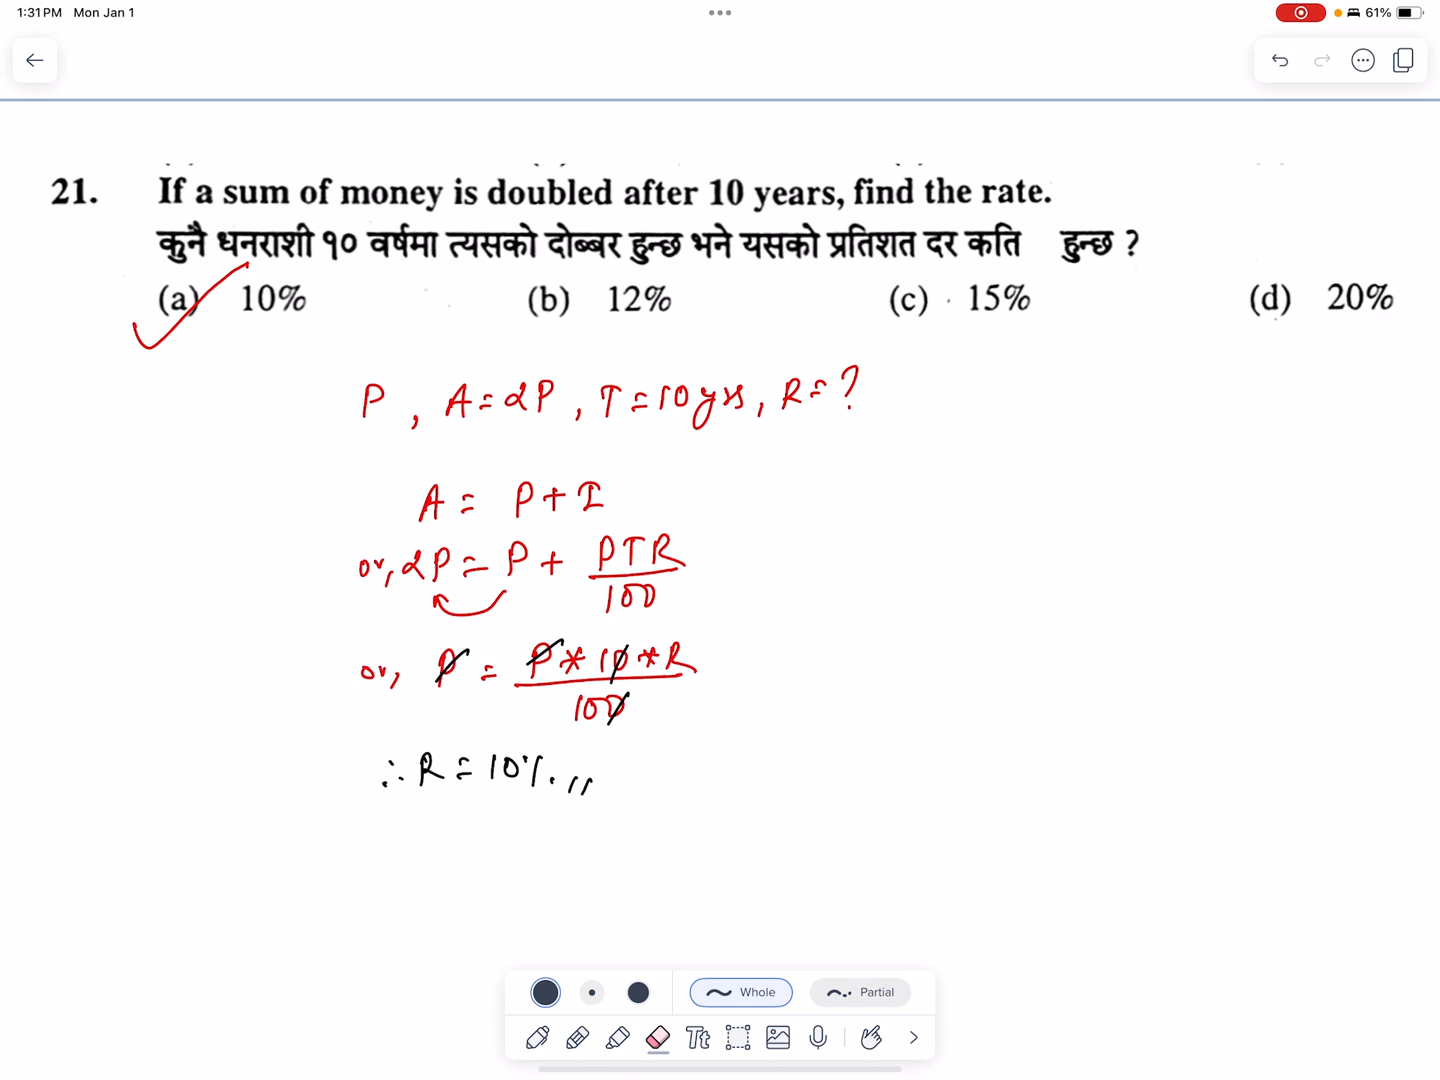 1:31 PM Mon Jan 1
61%
21. If a sum of money is doubled after 10 years, find the rate.
कुनै धनराशी १० वर्षमा त्यसको दोब्बर हुन्छ भने यसको प्रतिशत दर कति हुन्छ ?
(a) 10% (b) 12% (c) 15% (d) 20%
P, A=2P, T=10yrs, R=?
A = P+I
or, 2P = P + PTR/100
or, P = P*10*R/100
∴ R = 10%.,,
Whole Partial
Tt